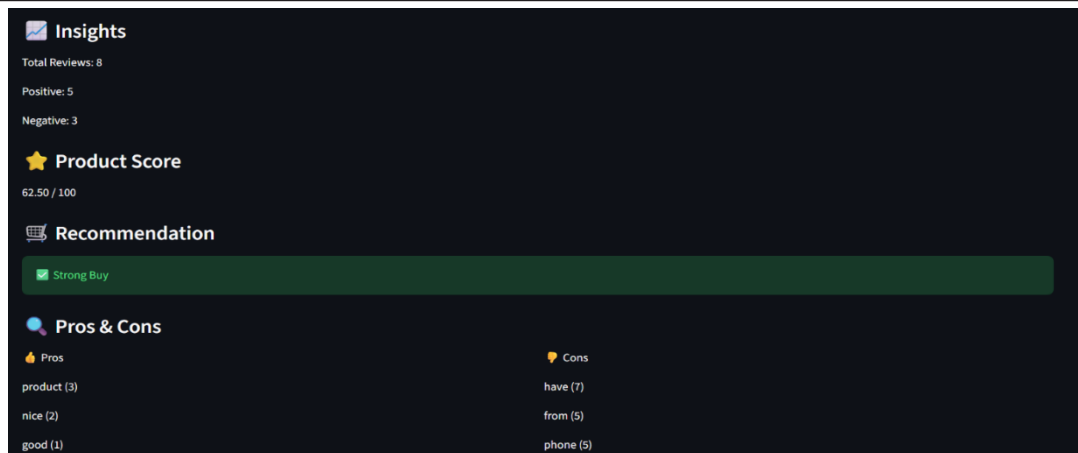 Insights
Total Reviews: 8
Positive: 5
Negative: 3
Product Score
62.50 / 100
Recommendation
Strong Buy
Pros & Cons
Pros
product (3)
nice (2)
good (1)
Cons
have (7)
from (5)
phone (5)